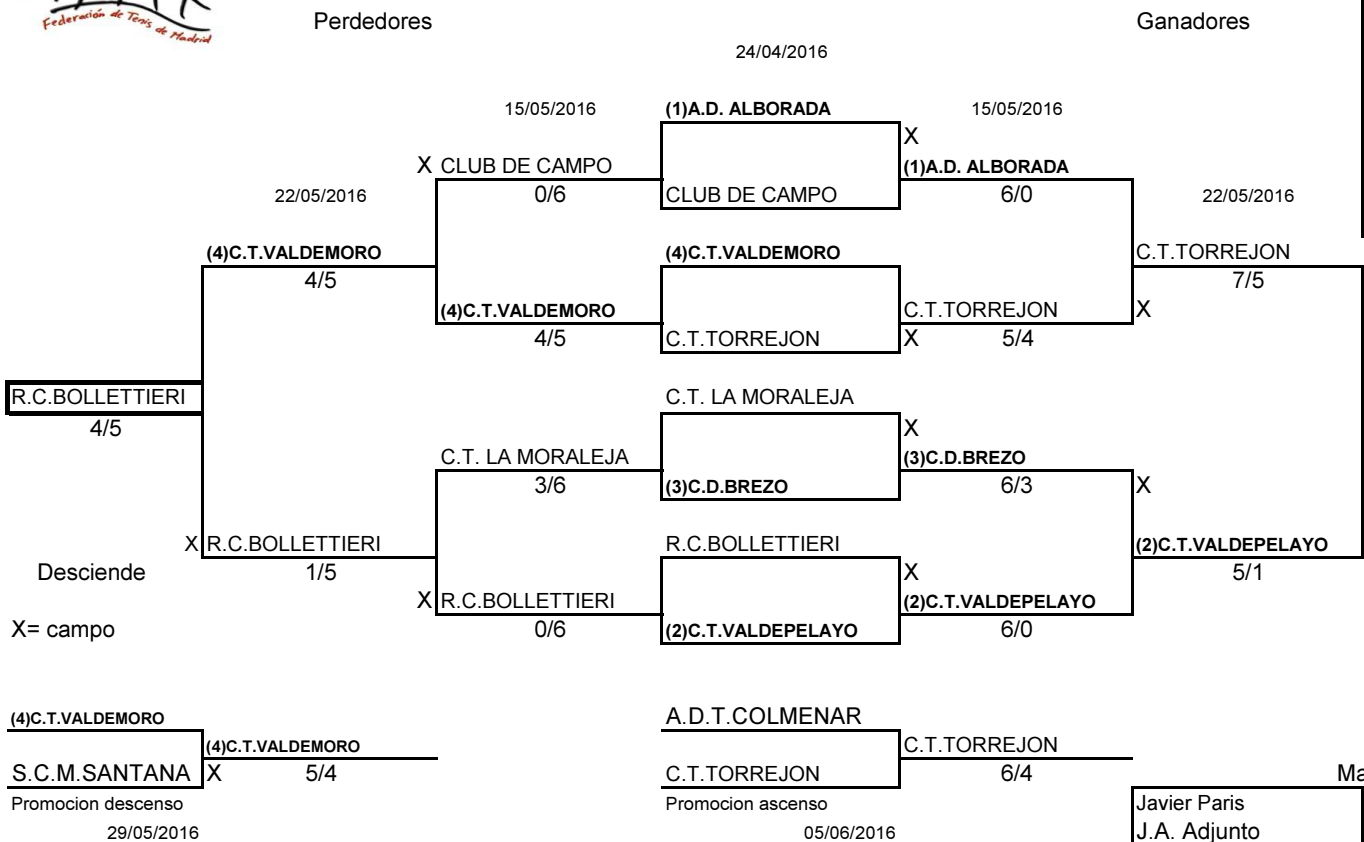 Federación de Tenis de Madrid
Perdedores
Ganadores
24/04/2016
15/05/2016
(1)A.D. ALBORADA
15/05/2016
X
X CLUB DE CAMPO
(1)A.D. ALBORADA
22/05/2016
0/6
CLUB DE CAMPO
6/0
22/05/2016
(4)C.T.VALDEMORO
(4)C.T.VALDEMORO
C.T.TORREJON
4/5
7/5
(4)C.T.VALDEMORO
C.T.TORREJON
X
4/5
C.T.TORREJON
X
5/4
R.C.BOLLETTIERI
C.T. LA MORALEJA
4/5
X
C.T. LA MORALEJA
(3)C.D.BREZO
3/6
(3)C.D.BREZO
6/3
X
X R.C.BOLLETTIERI
R.C.BOLLETTIERI
(2)C.T.VALDEPELAYO
Desciende
1/5
X
5/1
X R.C.BOLLETTIERI
(2)C.T.VALDEPELAYO
X= campo
0/6
(2)C.T.VALDEPELAYO
6/0
(4)C.T.VALDEMORO
A.D.T.COLMENAR
(4)C.T.VALDEMORO
C.T.TORREJON
S.C.M.SANTANA
X
5/4
C.T.TORREJON
6/4
Promocion descenso
Promocion ascenso
Javier Paris
29/05/2016
05/06/2016
J.A. Adjunto